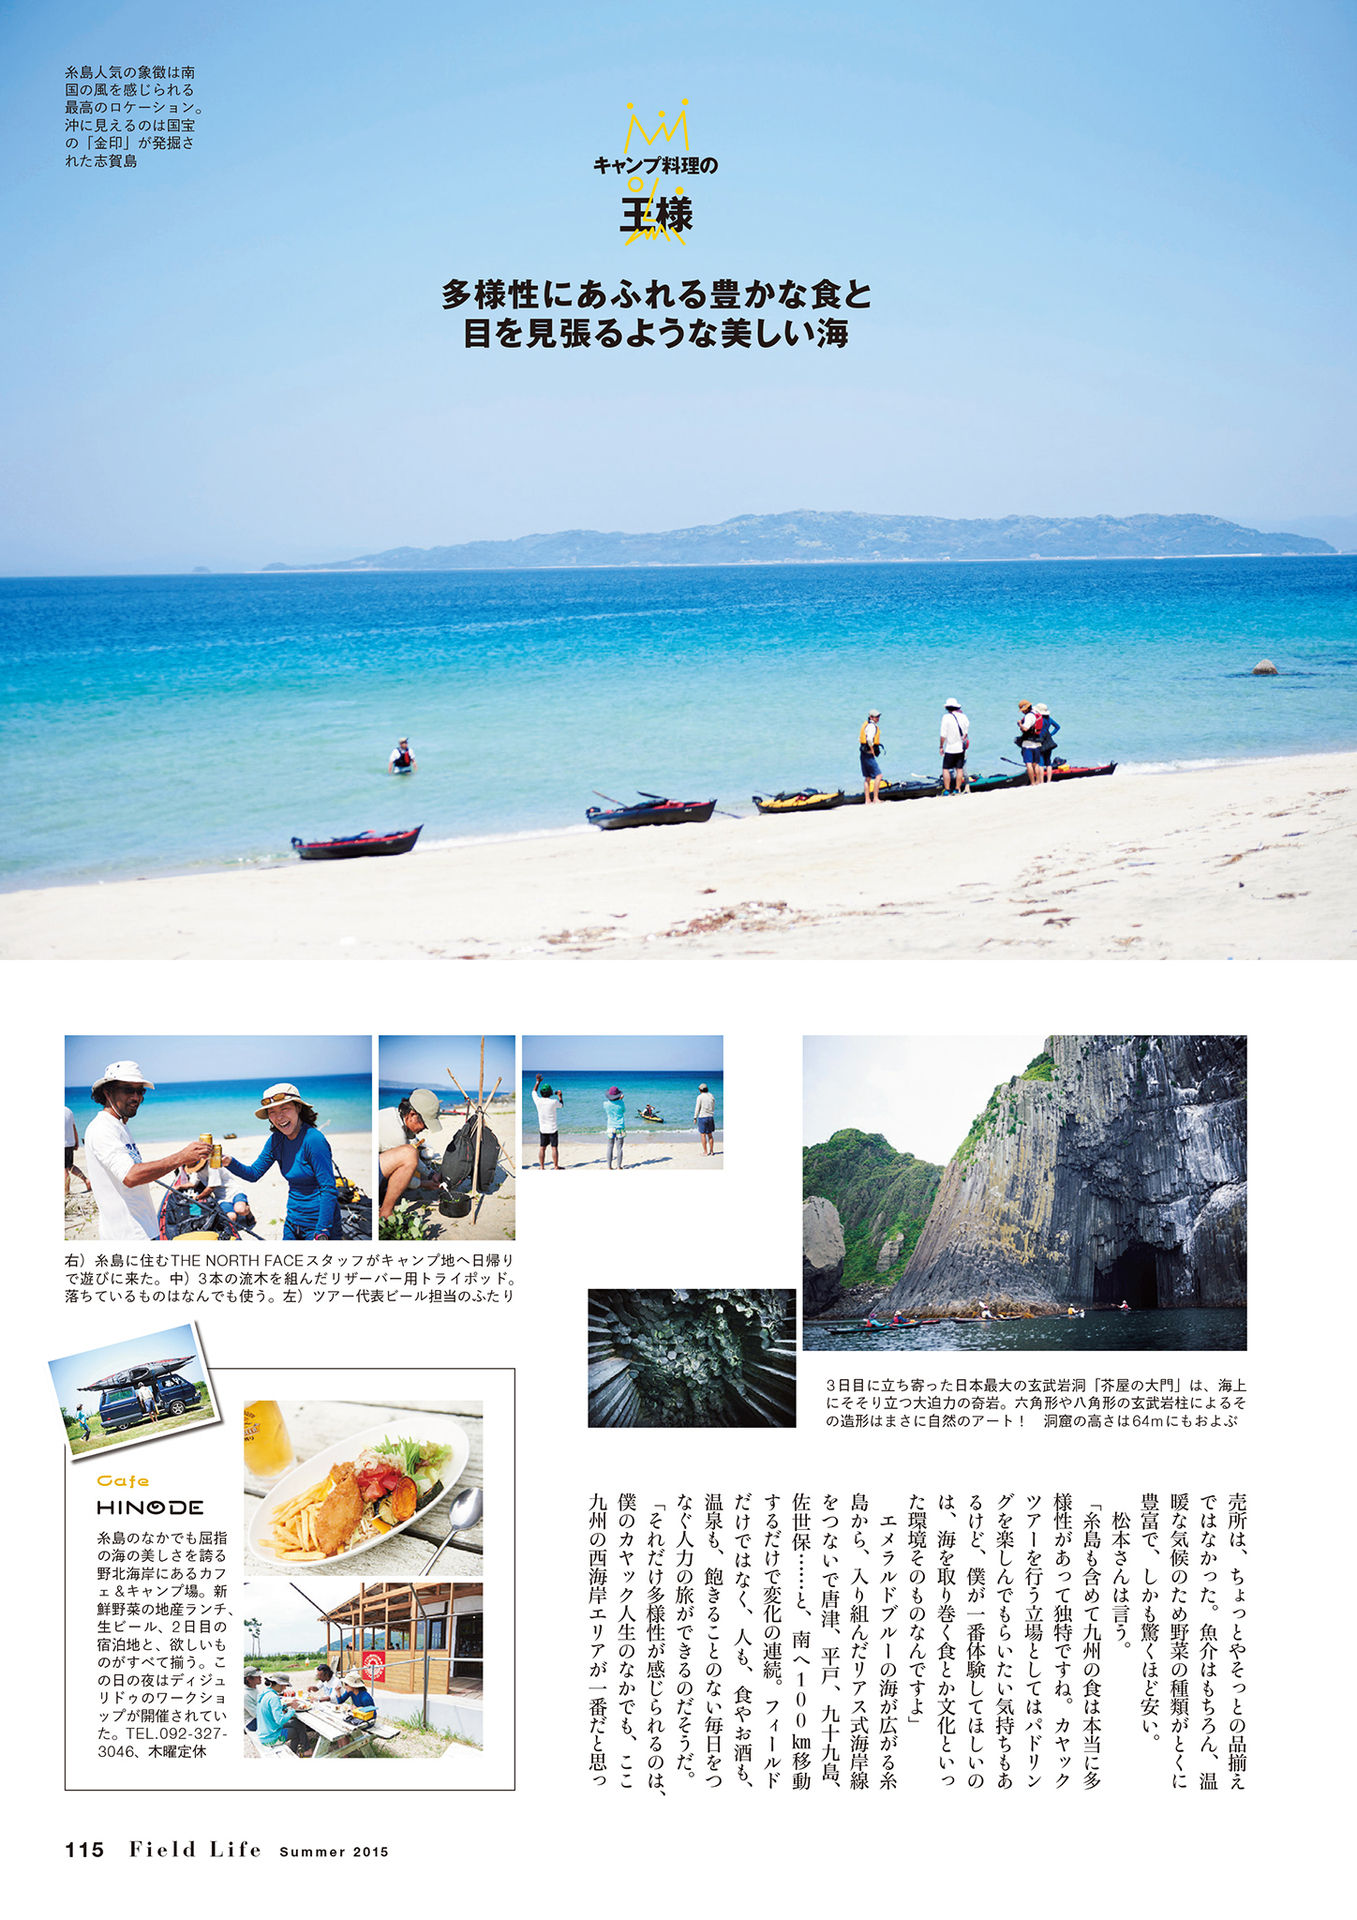 糸島人気の象徴は南
国の風を感じられる
最高のロケーション。
沖に見えるのは国宝
の「金印」が発掘さ
れた志賀島
キャンプ料理の
王様
多様性にあふれる豊かな食と
目を見張るような美しい海
右）糸島に住むTHE NORTH FACEスタッフがキャンプ地へ日帰り
で遊びに来た。中）3本の流木を組んだリザーバー用トライポッド。
落ちているものはなんでも使う。左）ツアー代表ビール担当のふたり
3日目に立ち寄った日本最大の玄武岩洞「芥屋の大門」は、海上
にそそり立つ大迫力の奇岩。六角形や八角形の玄武岩柱によるそ
の造形はまさに自然のアート！　洞窟の高さは64mにもおよぶ
売所は、ちょっとやそっとの品揃え
ではなかった。魚介はもちろん、温
暖な気候のため野菜の種類がとくに
豊富で、しかも驚くほど安い。
松本さんは言う。
「糸島も含めて九州の食は本当に多
様性があって独特ですね。カヤック
ツアーを行う立場としてはパドリン
グを楽しんでもらいたい気持ちもあ
るけど、僕が一番体験してほしいの
は、海を取り巻く食とか文化といっ
た環境そのものなんですよ」
エメラルドブルーの海が広がる糸
島から、入り組んだリアス式海岸線
をつないで唐津、平戸、九十九島、
佐世保……と、南へ100km移動
するだけで変化の連続。フィールド
だけではなく、人も、食やお酒も、
温泉も、飽きることのない毎日をつ
なぐ人力の旅ができるのだそうだ。
「それだけ多様性が感じられるのは、
僕のカヤック人生のなかでも、ここ
九州の西海岸エリアが一番だと思っ
Cafe
HINODE
糸島のなかでも屈指
の海の美しさを誇る
野北海岸にあるカフ
ェ＆キャンプ場。新
鮮野菜の地産ランチ、
生ビール、2日目の
宿泊地と、欲しいも
のがすべて揃う。こ
の日の夜はディジュ
リドゥのワークショ
ップが開催されてい
た。TEL.092-327-
3046、木曜定休
115 Field Life Summer 2015